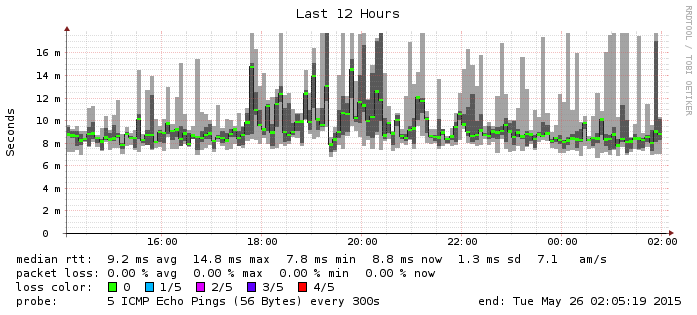 Last 12 Hours
RRDTOOL / TOBI OETIKER
Seconds
16 m
14 m
12 m
10 m
8 m
6 m
4 m
2 m
0
16:00 18:00 20:00 22:00 00:00 02:00
median rtt: 9.2 ms avg 14.8 ms max 7.8 ms min 8.8 ms now 1.3 ms sd 7.1 am/s
packet loss: 0.00 % avg 0.00 % max 0.00 % min 0.00 % now
loss color: 0 1/5 2/5 3/5 4/5
probe: 5 ICMP Echo Pings (56 Bytes) every 300s end: Tue May 26 02:05:19 2015